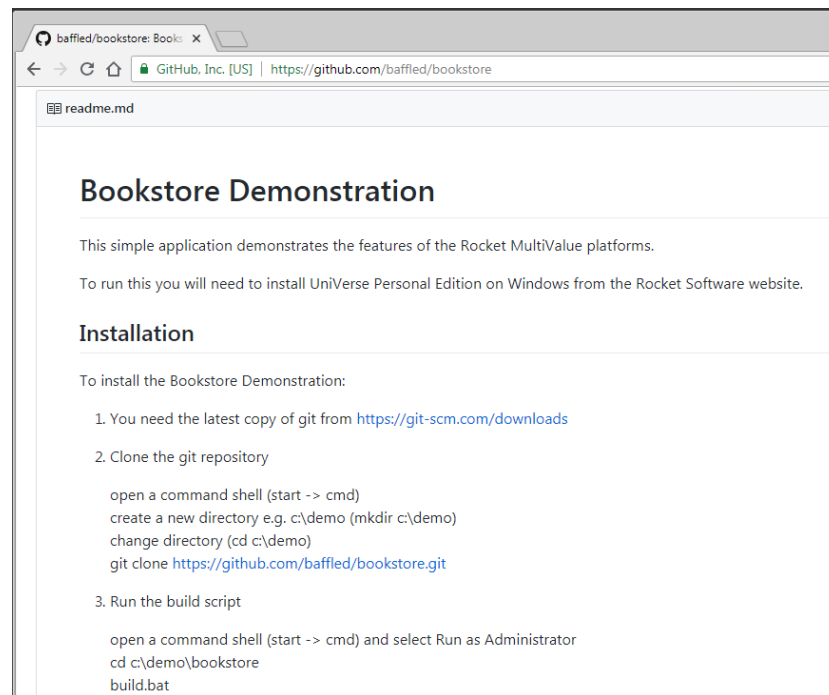 baffled/bookstore: Books
GitHub, Inc. [US] | https://github.com/baffled/bookstore
readme.md
Bookstore Demonstration
This simple application demonstrates the features of the Rocket MultiValue platforms.
To run this you will need to install UniVerse Personal Edition on Windows from the Rocket Software website.
Installation
To install the Bookstore Demonstration:
1. You need the latest copy of git from https://git-scm.com/downloads
2. Clone the git repository
open a command shell (start -> cmd)
create a new directory e.g. c:\demo (mkdir c:\demo)
change directory (cd c:\demo)
git clone https://github.com/baffled/bookstore.git
3. Run the build script
open a command shell (start -> cmd) and select Run as Administrator
cd c:\demo\bookstore
build.bat